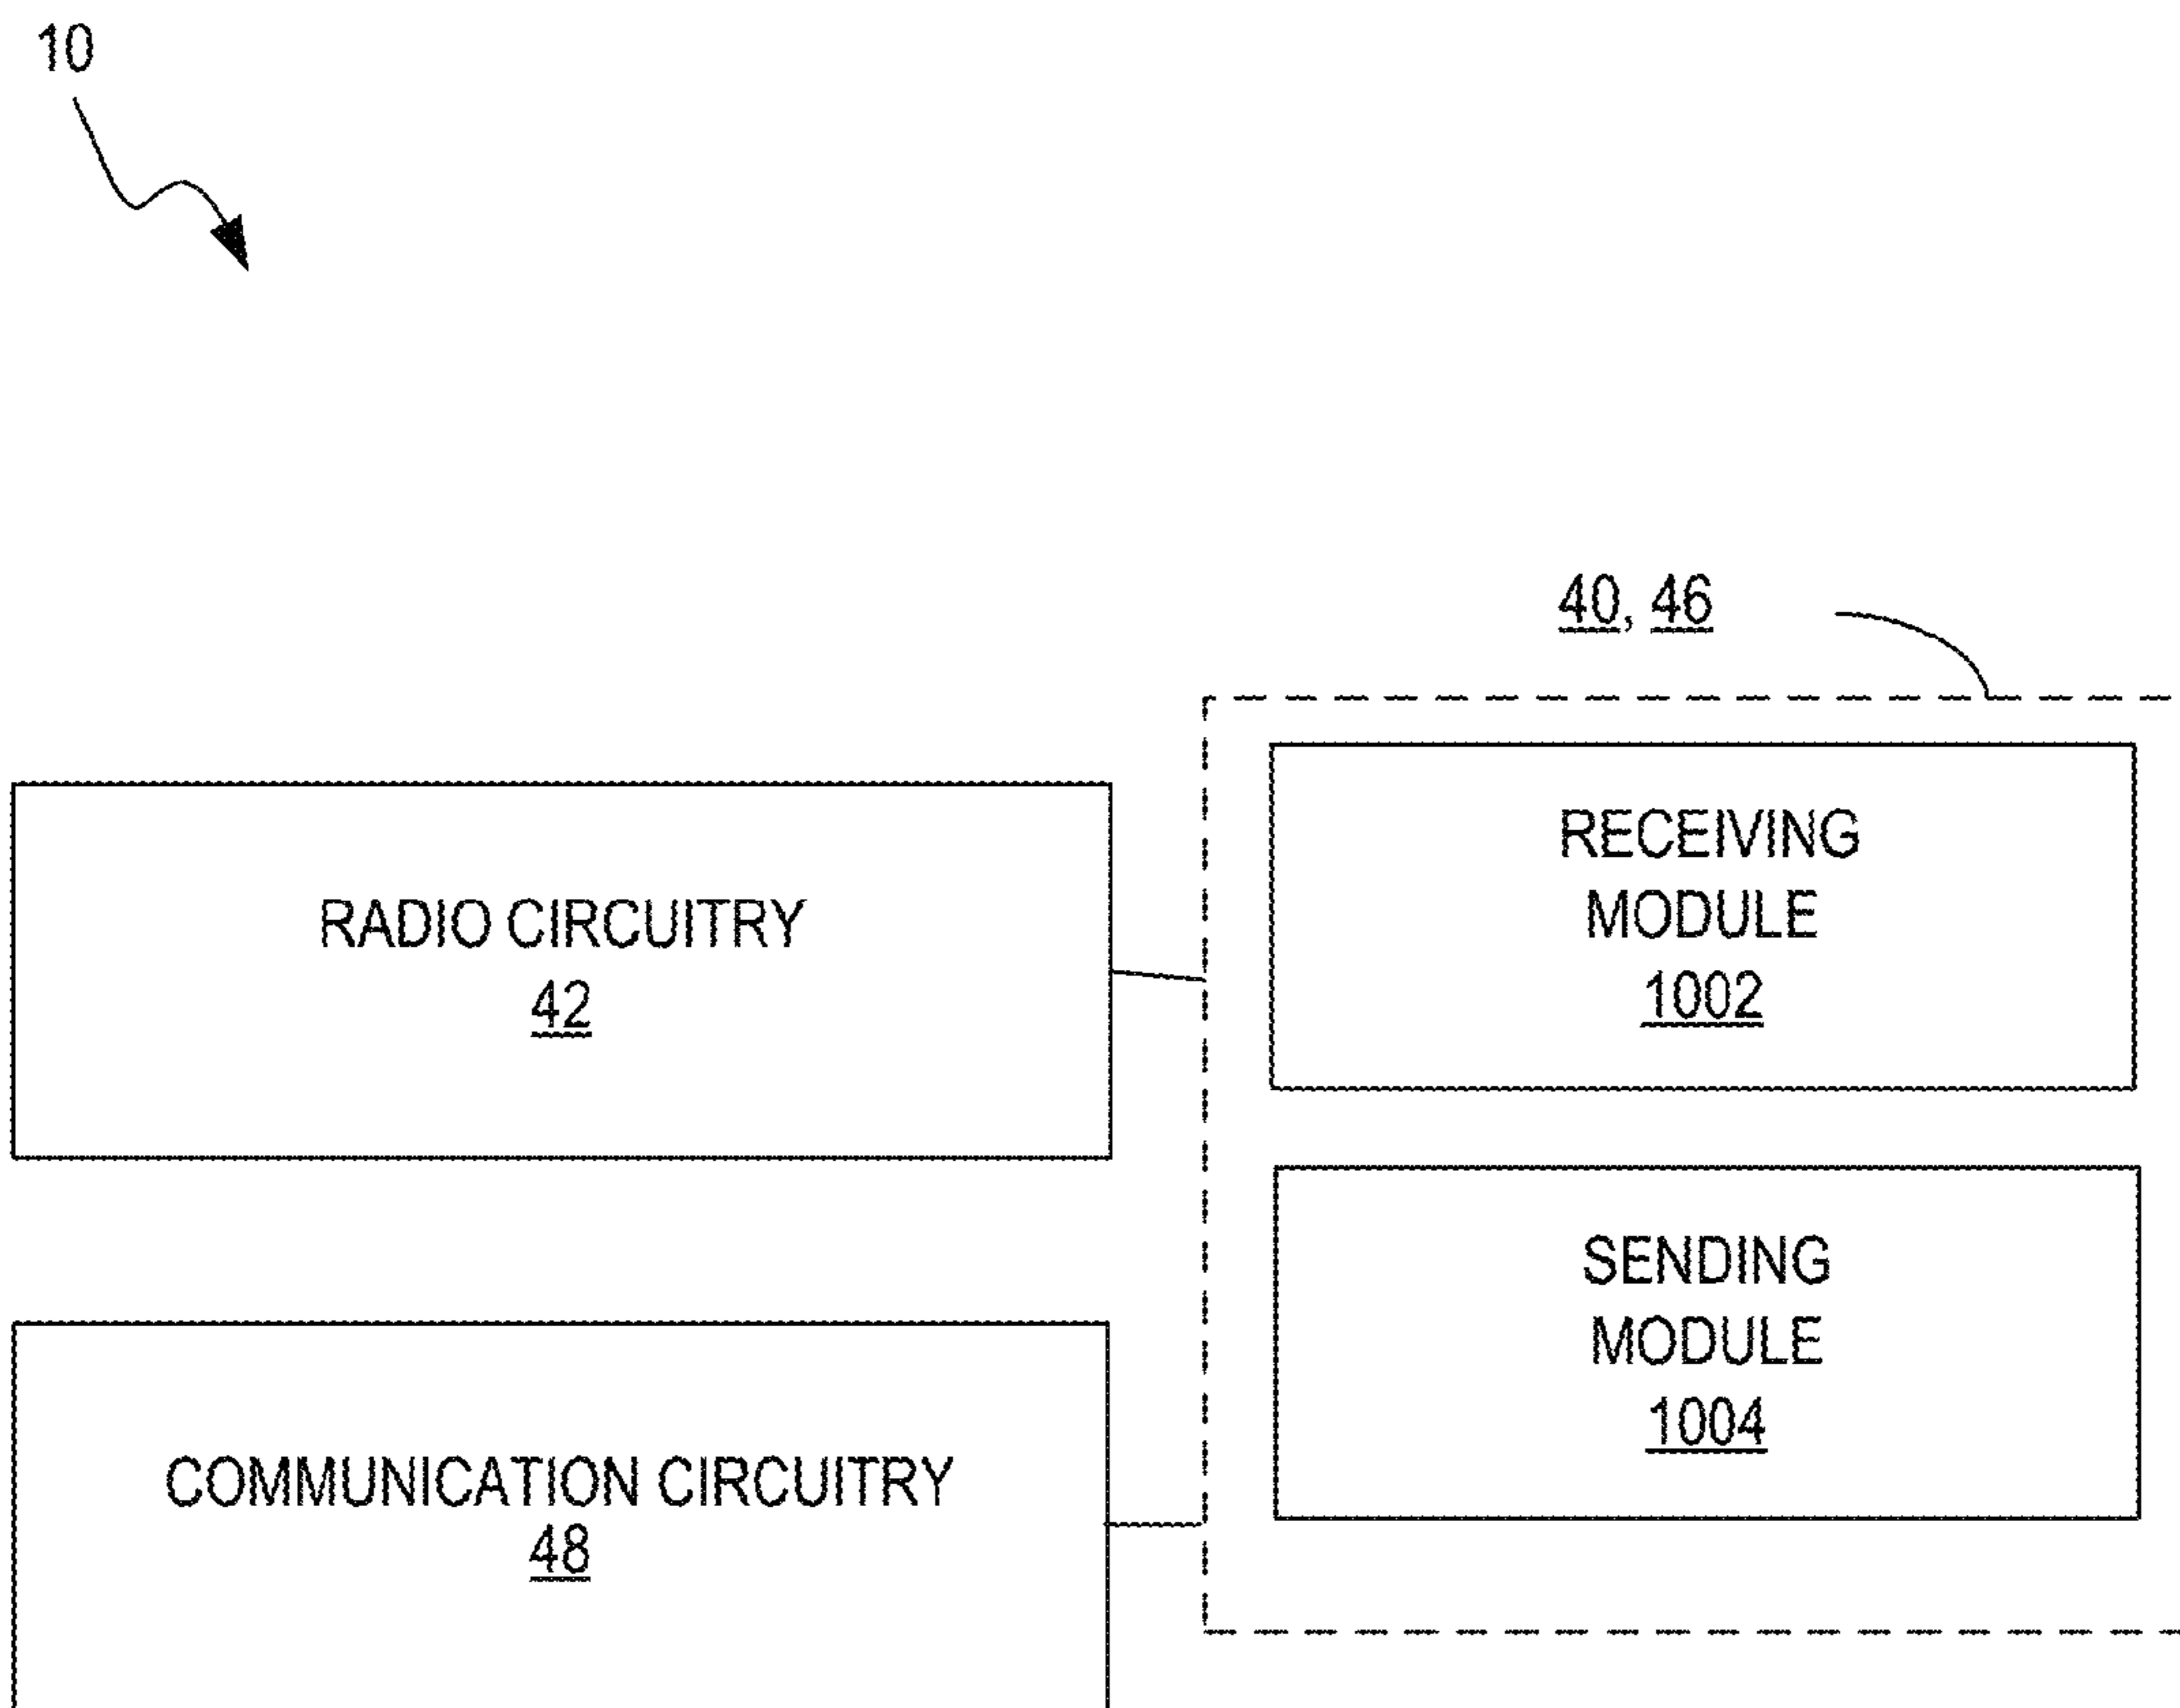 10
40, 46
RADIO CIRCUITRY
42
RECEIVING
MODULE
1002
SENDING
MODULE
1004
COMMUNICATION CIRCUITRY
48